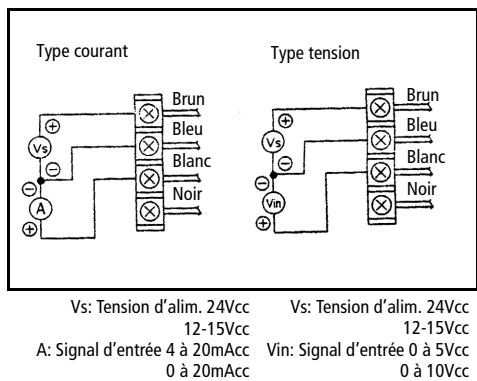 Type courant
Brun
Bleu
Blanc
Noir
Vs
A
Type tension
Brun
Bleu
Blanc
Noir
Vs
Vin
Vs: Tension d’alim. 24Vcc
12-15Vcc
A: Signal d’entrée 4 à 20mAcc
0 à 20mAcc
Vs: Tension d’alim. 24Vcc
12-15Vcc
Vin: Signal d’entrée 0 à 5Vcc
0 à 10Vcc